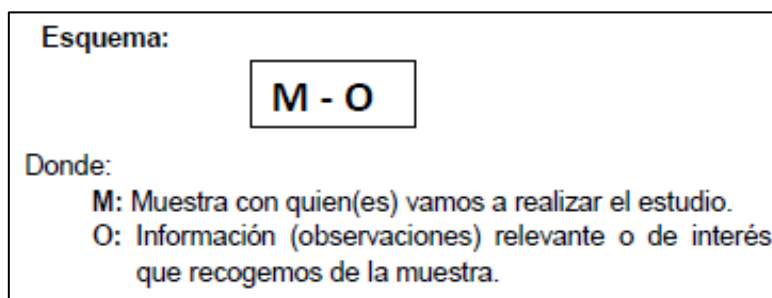 Esquema:
M - O
Donde:
M: Muestra con quien(es) vamos a realizar el estudio.
O: Información (observaciones) relevante o de interés
que recogemos de la muestra.